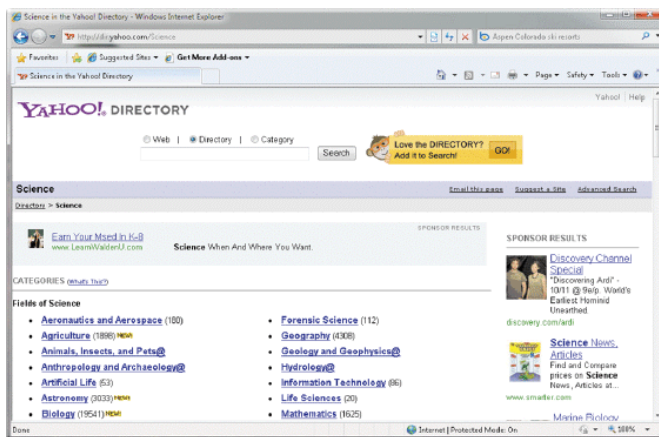 Science in the Yahoo! Directory - Windows Internet Explorer
http://dir.yahoo.com/Science
Aspen Colorado ski resorts
Favorites Suggested Sites Get More Add-ons
Science in the Yahoo! Directory
Page Safety Tools
Yahoo! | Help
YAHOO! DIRECTORY
Web | Directory | Category
Search
Love the DIRECTORY?
Add it to Search!
GO!
Science
Email this page Suggest a Site Advanced Search
Directory > Science
SPONSOR RESULTS
Earn Your Msed In K-8
www.LearnWaldenU.com
Science When And Where You Want.
CATEGORIES (What's This?)
Fields of Science
• Aeronautics and Aerospace (180)
• Agriculture (1898) NEW!
• Animals, Insects, and Pets@
• Anthropology and Archaeology@
• Artificial Life (53)
• Astronomy (3033) NEW!
• Biology (19541) NEW!
• Forensic Science (112)
• Geography (4308)
• Geology and Geophysics@
• Hydrology@
• Information Technology (86)
• Life Sciences (20)
• Mathematics (1625)
SPONSOR RESULTS
Discovery Channel
Special
"Discovering Ardi" -
10/11 @ 9e/p. World's
Earliest Hominid
Unearthed.
discovery.com/ardi
Science News,
Articles
Find and Compare
prices on Science
News, Articles at...
www.smarter.com
Marine Biology
Done
Internet | Protected Mode: On
100%